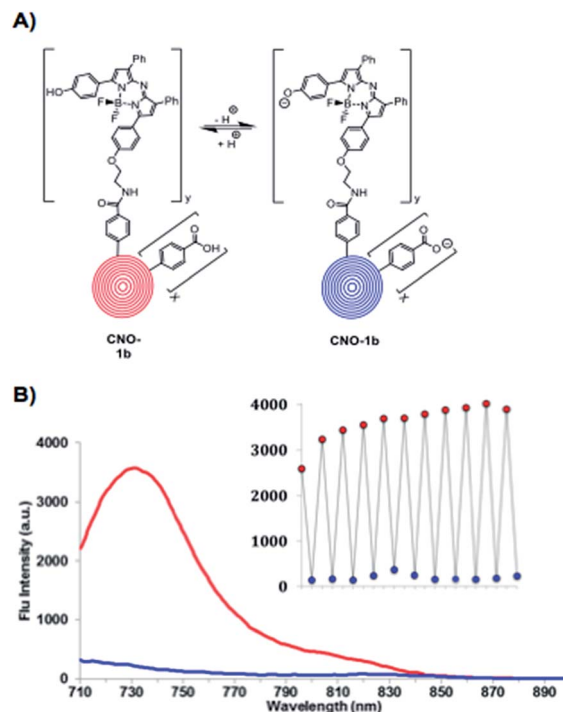 A)
Ph
N
HO
N
Ph
F
B
N
F
- H ⊕
+ H ⊕
O
NH
y
O
O
OH
x
CNO-
1b
Ph
N
O
⊖
N
Ph
F
B
N
F
O
NH
y
O
O
O ⊖
x
CNO-1b
B)
4000
3000
2000
1000
0
Flu Intensity (a.u.)
4000
3000
2000
1000
0
710 730 750 770 790 810 830 850 870 890
Wavelength (nm)